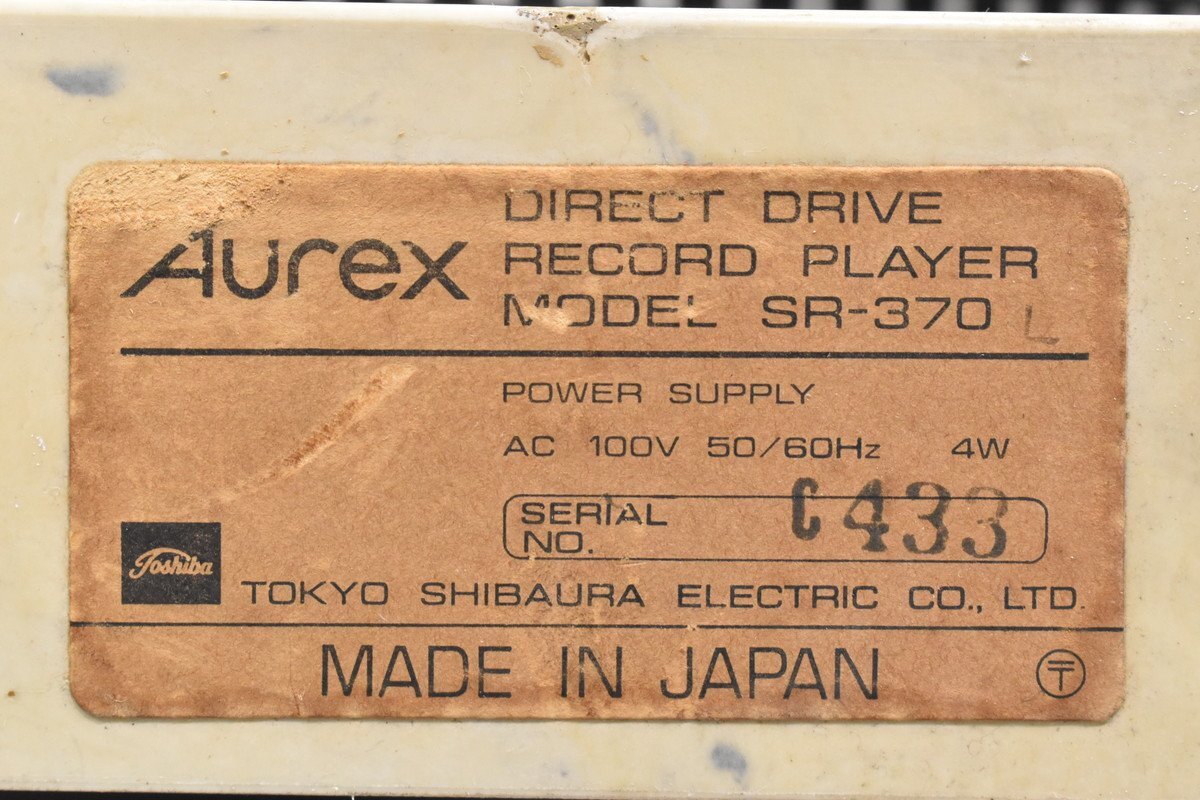 Aurex
DIRECT DRIVE
RECORD PLAYER
MODEL SR-370 L
POWER SUPPLY
AC 100V 50/60Hz 4W
SERIAL NO. C433
Toshiba
TOKYO SHIBAURA ELECTRIC CO., LTD.
MADE IN JAPAN 〒